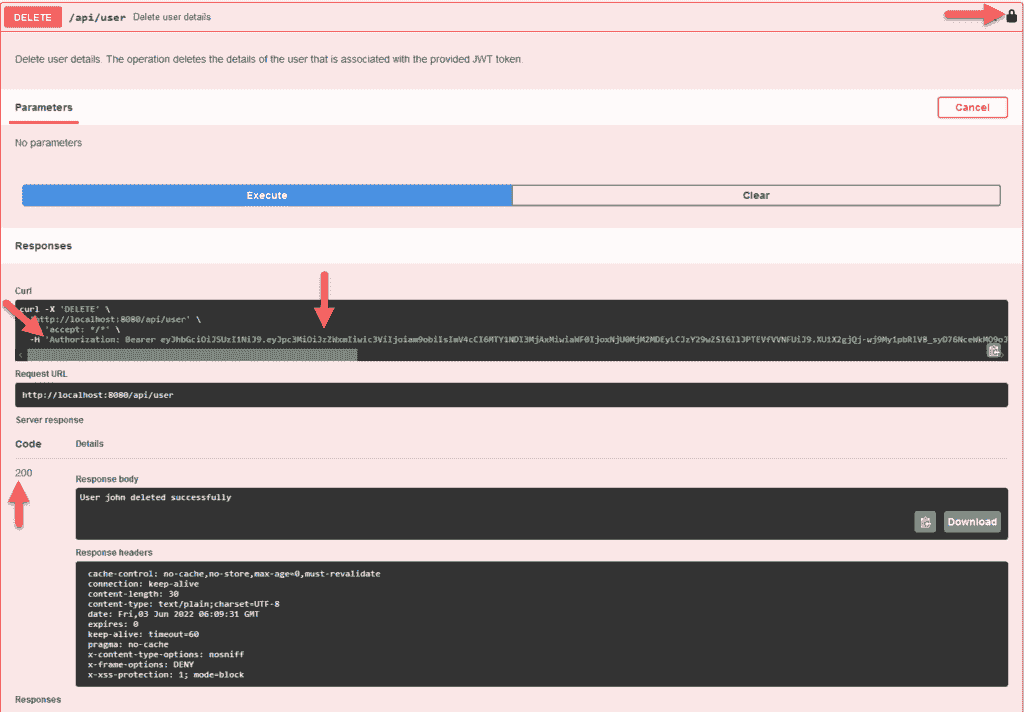 DELETE /api/user Delete user details
Delete user details. The operation deletes the details of the user that is associated with the provided JWT token.
Parameters
Cancel
No parameters
Execute
Clear
Responses
Curl
curl -X 'DELETE' \
'http://localhost:8080/api/user' \
'accept: */*' \
-H 'Authorization: Bearer
Request URL
http://localhost:8080/api/user
Server response
Code Details
200
Response body
User john deleted successfully
Download
Response headers
cache-control: no-cache,no-store,max-age=0,must-revalidate
connection: keep-alive
content-length: 30
content-type: text/plain;charset=UTF-8
date: Fri,03 Jun 2022 06:09:31 GMT
expires: 0
keep-alive: timeout=60
pragma: no-cache
x-content-type-options: nosniff
x-frame-options: DENY
x-xss-protection: 1; mode=block
Responses